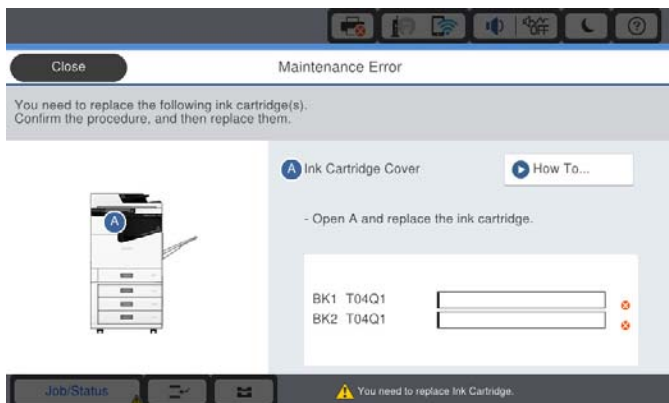 OFF
Close
Maintenance Error
You need to replace the following ink cartridge(s).
Confirm the procedure, and then replace them.
A Ink Cartridge Cover
How To...
A
- Open A and replace the ink cartridge.
BK1 T04Q1
BK2 T04Q1
Job/Status
You need to replace Ink Cartridge.